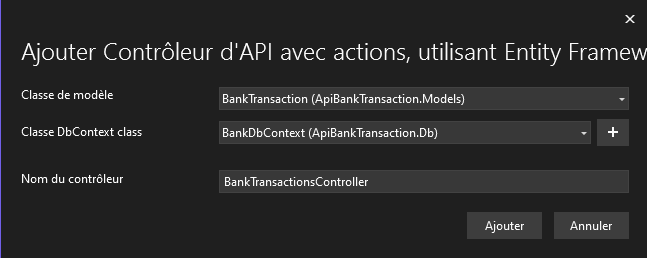 Ajouter Contrôleur d'API avec actions, utilisant Entity Framew
Classe de modèle
BankTransaction (ApiBankTransaction.Models)
Classe DbContext class
BankDbContext (ApiBankTransaction.Db)
Nom du contrôleur
BankTransactionsController
Ajouter
Annuler